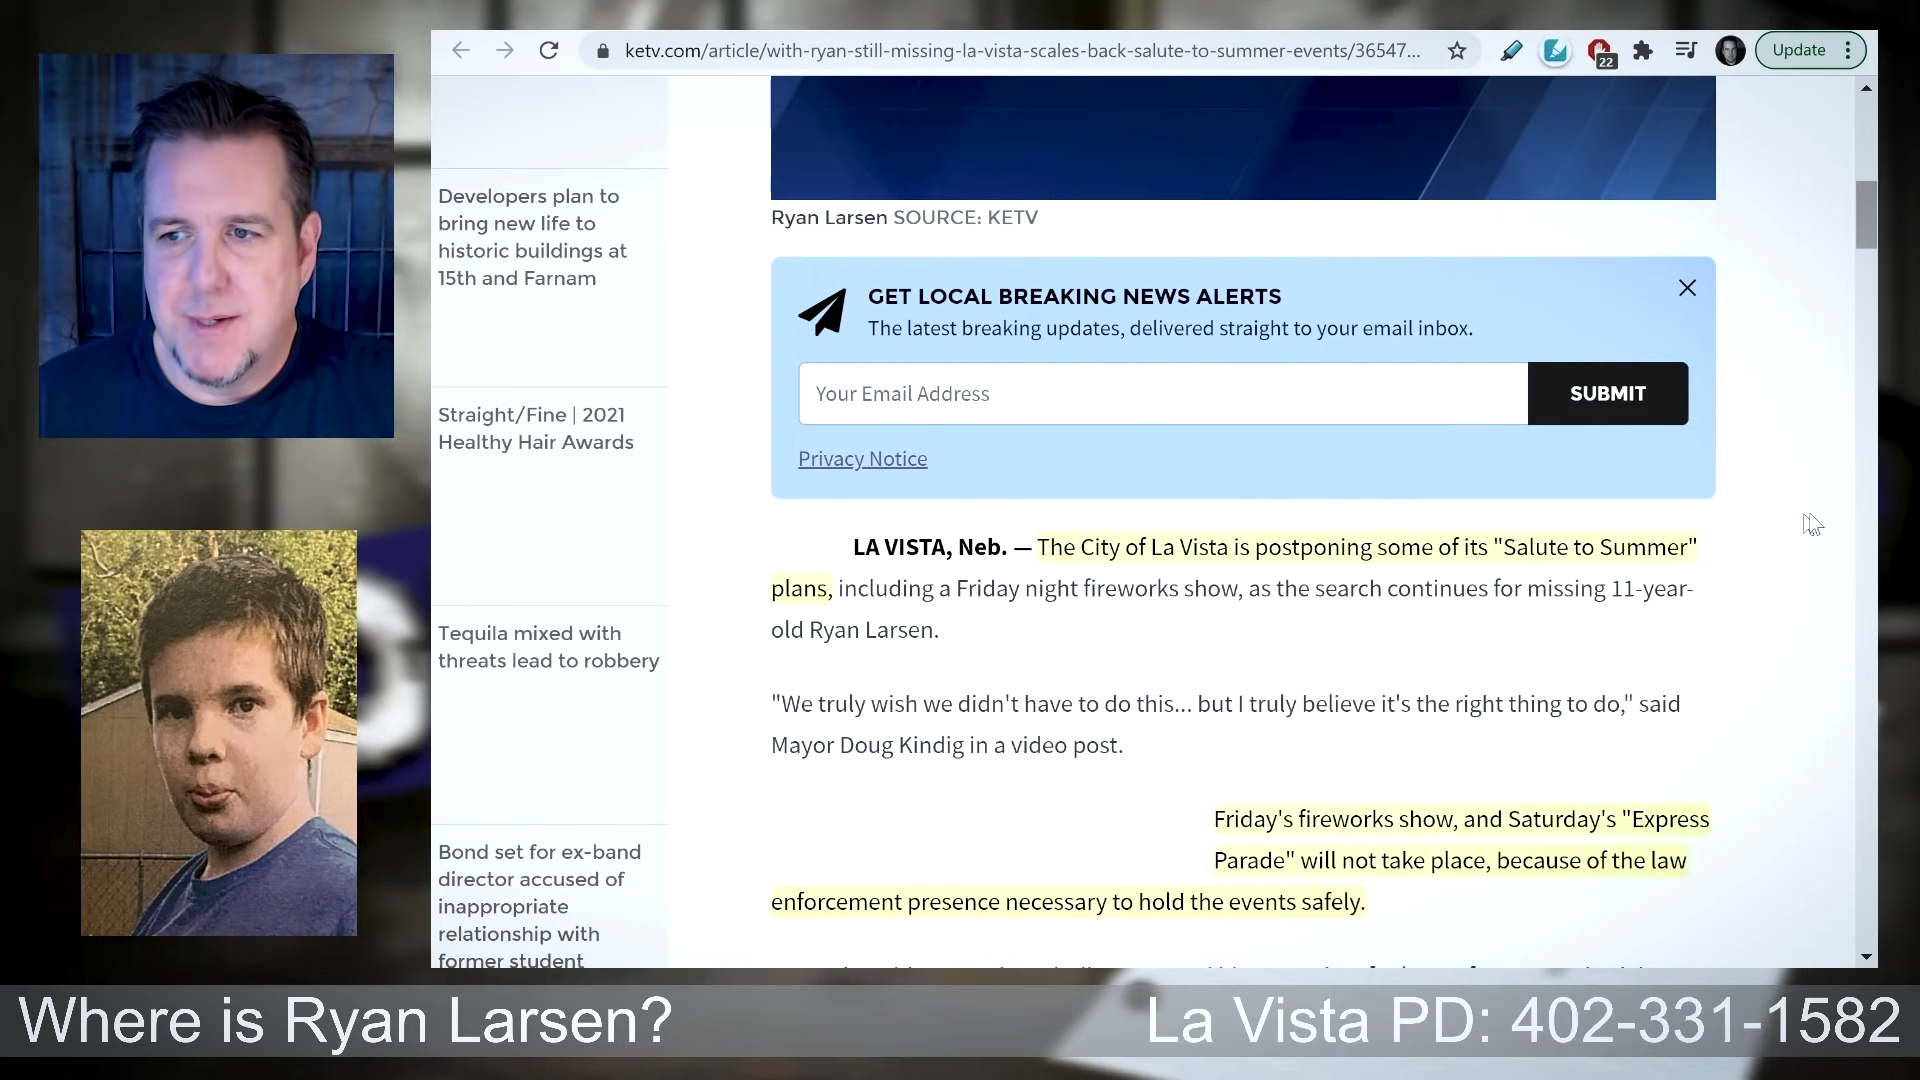 ketv.com/article/with-ryan-still-missing-la-vista-scales-back-salute-to-summer-events/36547...
22
Update
Developers plan to
bring new life to
historic buildings at
15th and Farnam
Straight/Fine | 2021
Healthy Hair Awards
Tequila mixed with
threats lead to robbery
Bond set for ex-band
director accused of
inappropriate
relationship with
former student
Ryan Larsen SOURCE: KETV
GET LOCAL BREAKING NEWS ALERTS
The latest breaking updates, delivered straight to your email inbox.
Your Email Address
SUBMIT
Privacy Notice
LA VISTA, Neb. — The City of La Vista is postponing some of its "Salute to Summer"
plans, including a Friday night fireworks show, as the search continues for missing 11-year-
old Ryan Larsen.
"We truly wish we didn't have to do this... but I truly believe it's the right thing to do," said
Mayor Doug Kindig in a video post.
Friday's fireworks show, and Saturday's "Express
Parade" will not take place, because of the law
enforcement presence necessary to hold the events safely.
Where is Ryan Larsen?
La Vista PD: 402-331-1582